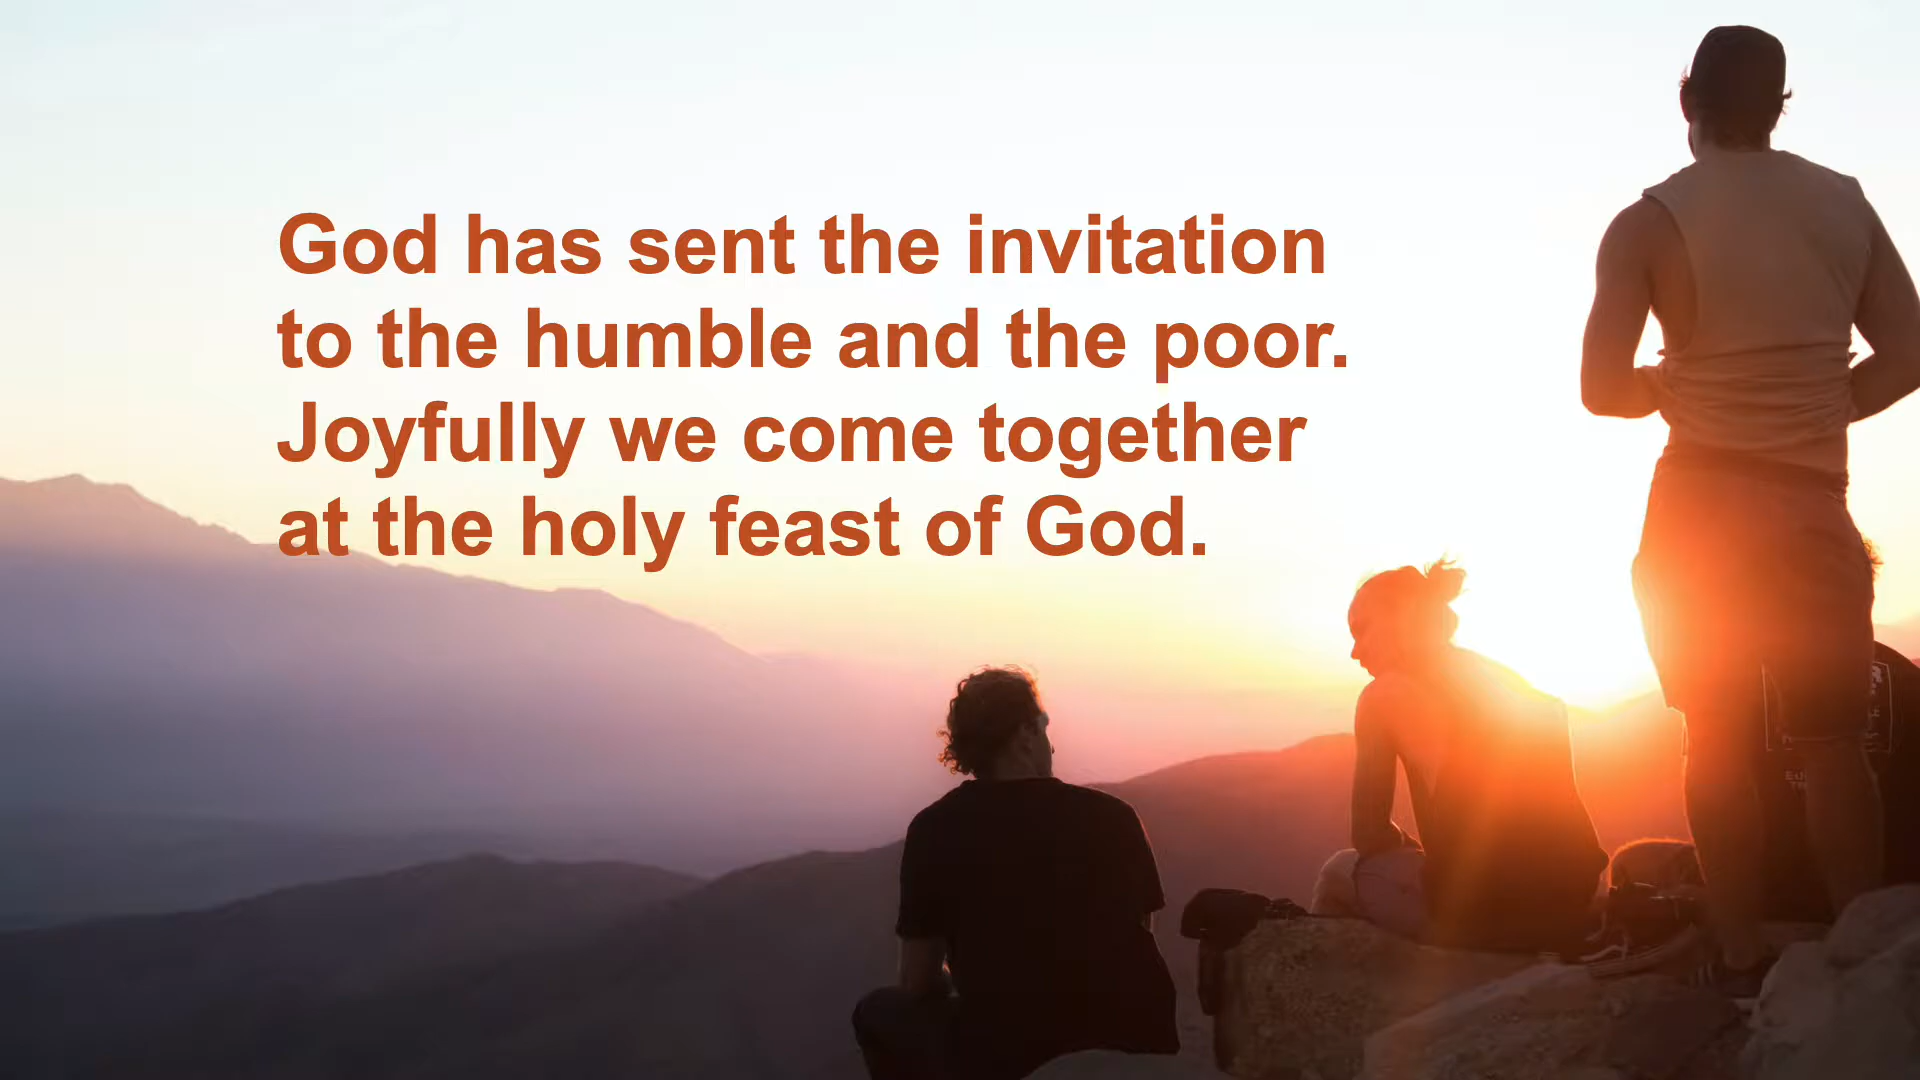 God has sent the invitation
to the humble and the poor.
Joyfully we come together
at the holy feast of God.